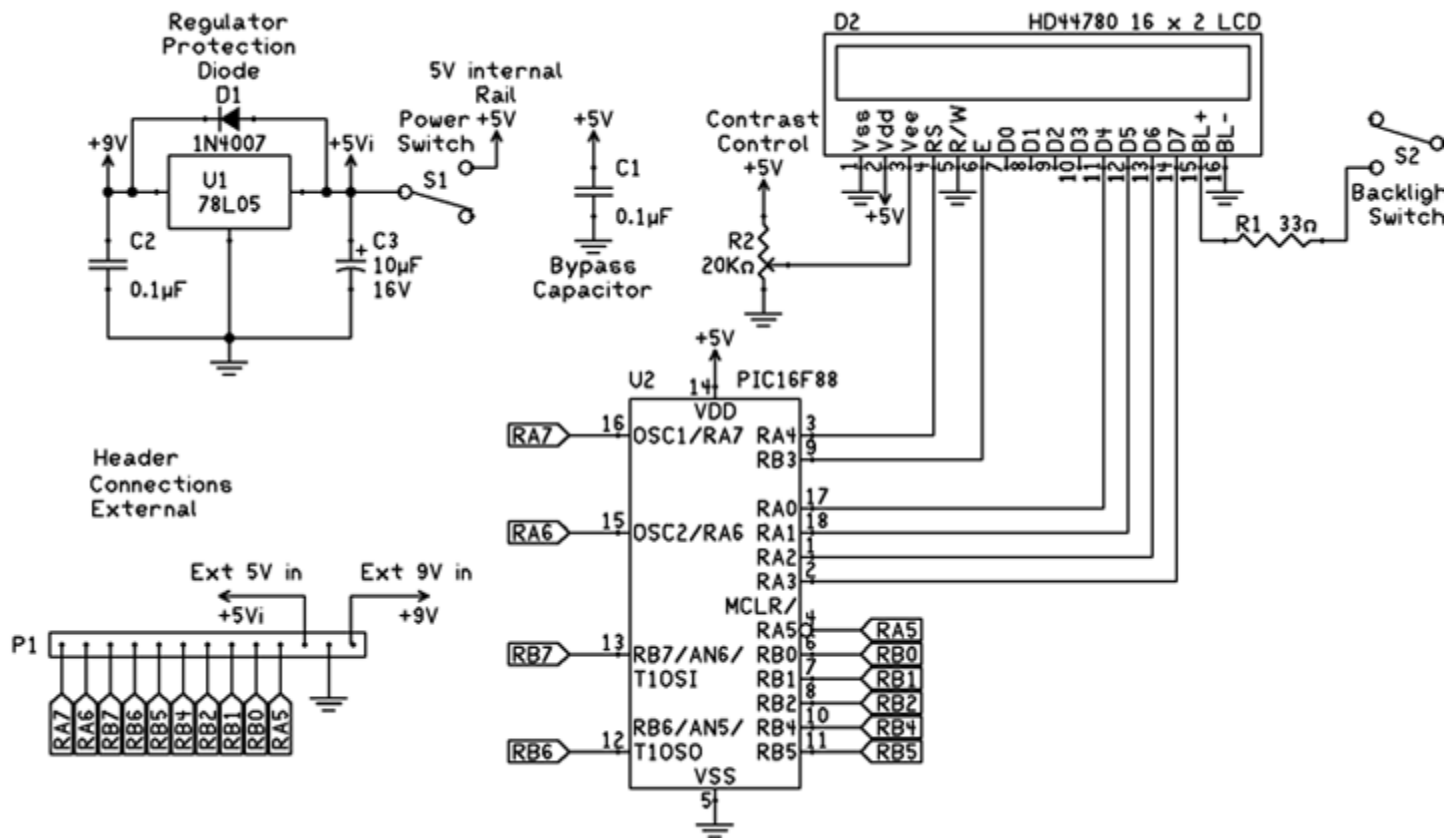 Regulator
Protection
Diode
D1
1N4007
+9V
+5Vi
U1
78L05
C2
0.1µF
C3
+
10µF
16V
5V internal
Rail
Power
Switch
+5V
S1
+5V
C1
0.1µF
Bypass
Capacitor
Contrast
Control
+5V
R2
20KΩ
D2
HD44780 16 x 2 LCD
Vss
Vdd
Vee
RS
R/W
E
D0
D1
D2
D3
D4
D5
D6
D7
BL+
BL-
1
2
3
4
5
6
7
8
9
10
11
12
13
14
15
16
+5V
R1
33Ω
S2
Backligh
Switch
+5V
U2
14
PIC16F88
VDD
RA7
16
OSC1/RA7
RA4
3
RB3
9
RA0
17
RA6
15
OSC2/RA6
RA1
18
RA2
1
RA3
2
MCLR/
RA5
4
RA5
RB7
13
RB7/AN6/
T1OSI
RB0
6
RB0
RB1
7
RB1
RB2
8
RB2
RB6
12
RB6/AN5/
T1OSO
RB4
10
RB4
RB5
11
RB5
VSS
5
Header
Connections
External
Ext 5V in
+5Vi
Ext 9V in
+9V
P1
RA7
RA6
RB7
RB6
RB5
RB4
RB2
RB1
RB0
RA5